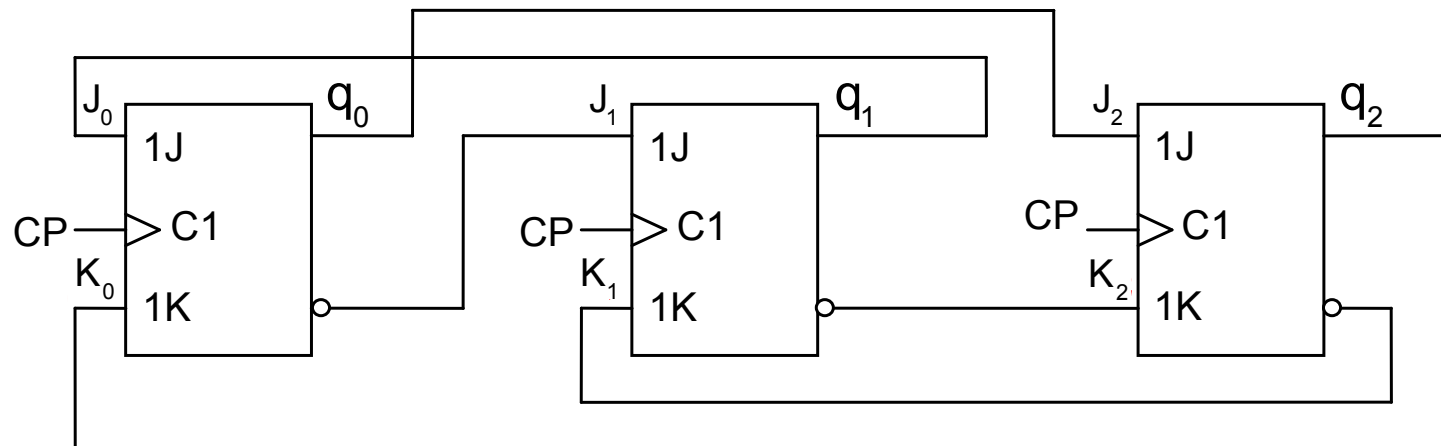 J₀ q₀ J₁ q₁ J₂ q₂
1J 1J 1J
CP C1 CP C1 CP C1
K₀ K₁ K₂
1K 1K 1K